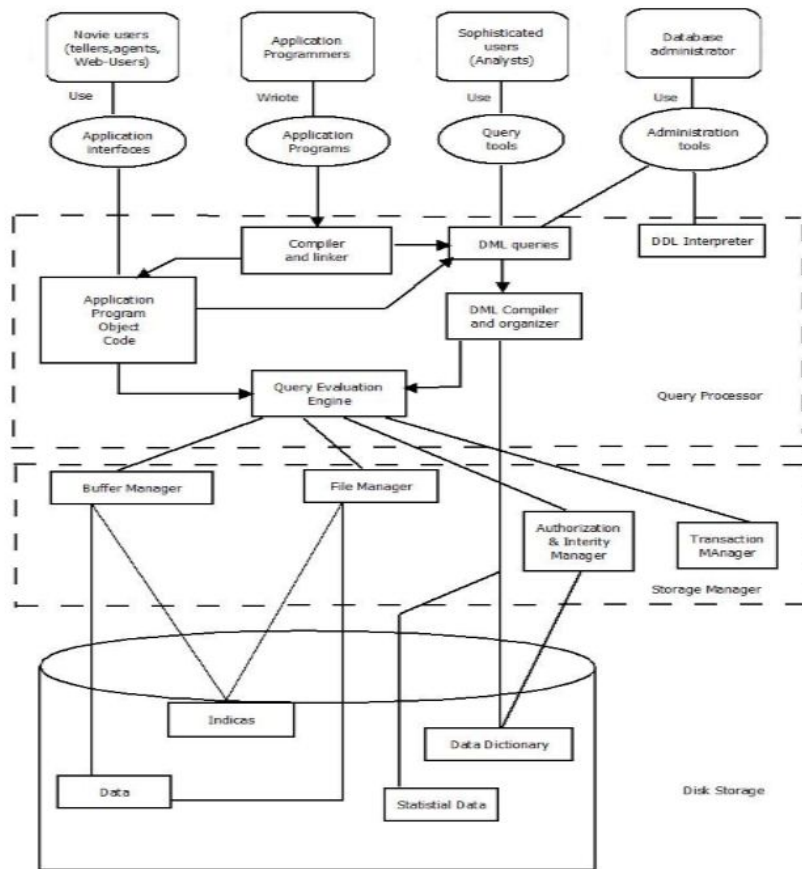 Novie users
(tellers,agents,
Web-Users)
Application
Programmers
Sophisticated
users
(Analysts)
Database
administrator
Use
Wriote
Use
Use
Application
interfaces
Application
Programs
Query
tools
Administration
tools
Compiler
and linker
DML queries
DDL Interpreter
Application
Program
Object
Code
DML Compiler
and organizer
Query Evaluation
Engine
Query Processor
Buffer Manager
File Manager
Authorization
& Interity
Manager
Transaction
MAnager
Storage Manager
Indicas
Data Dictionary
Data
Statistial Data
Disk Storage